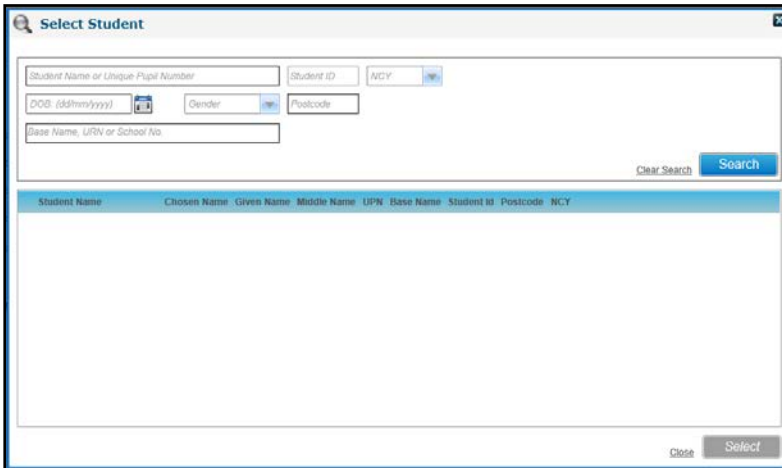 Select Student
Student Name or Unique Pupil Number Student ID NCY
DOB: (dd/mm/yyyy) Gender Postcode
Base Name, URN or School No.
Clear Search Search
Student Name Chosen Name Given Name Middle Name UPN Base Name Student Id Postcode NCY
Close Select